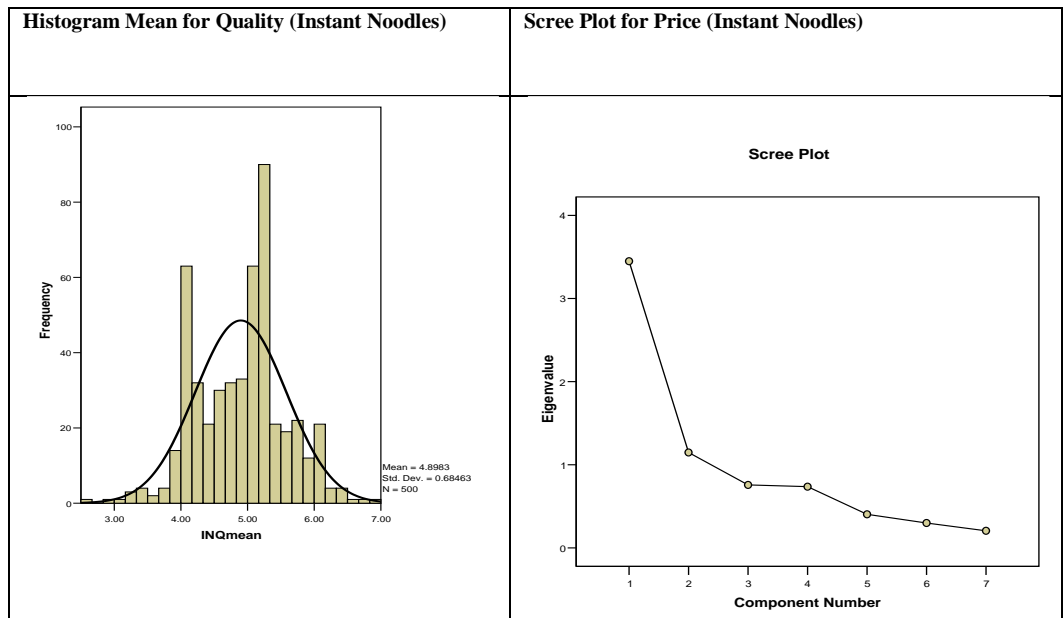 Histogram Mean for Quality (Instant Noodles)
Scree Plot for Price (Instant Noodles)
100
80
60
40
20
0
Frequency
3.00 4.00 5.00 6.00 7.00
INQmean
Mean = 4.8983
Std. Dev. = 0.68463
N = 500
Scree Plot
4
3
2
1
0
Eigenvalue
1 2 3 4 5 6 7
Component Number